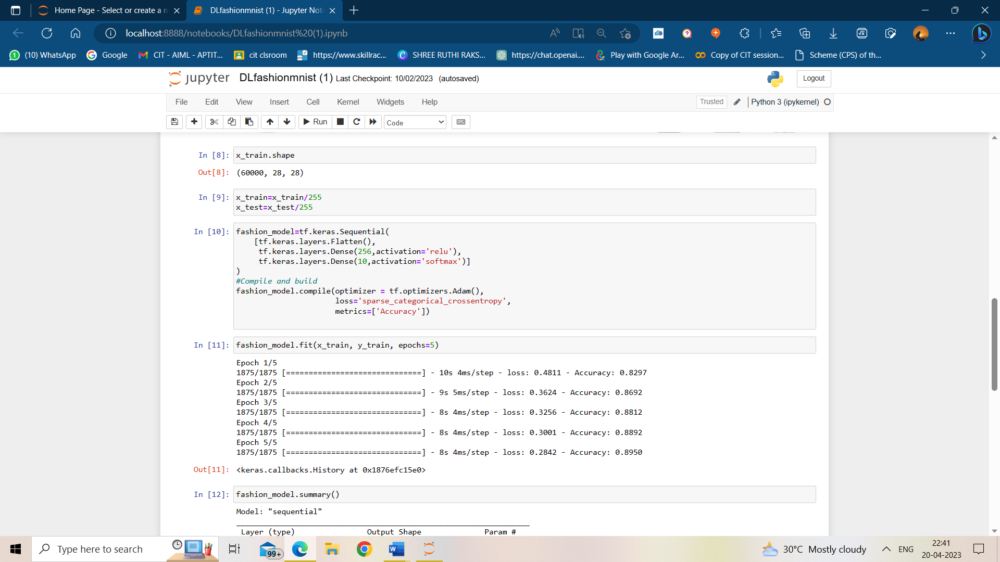 Home Page - Select or create a n
DLfashionmnist (1) - Jupyter Not
localhost:8888/notebooks/DLfashionmnist%20(1).ipynb
(10) WhatsApp
Google
CIT - AIML - APTIT...
cit clsroom
https://www.skillrac...
SHREE RUTHI RAKS...
https://chat.openai....
Play with Google Ar...
Copy of CIT session...
Scheme (CPS) of th...
jupyter DLfashionmnist (1) Last Checkpoint: 10/02/2023 (autosaved)
Logout
File Edit View Insert Cell Kernel Widgets Help
Trusted
Python 3 (ipykernel)
Run
Code
In [8]: x_train.shape
Out[8]: (60000, 28, 28)
In [9]: x_train=x_train/255
x_test=x_test/255
In [10]: fashion_model=tf.keras.Sequential(
[tf.keras.layers.Flatten(),
tf.keras.layers.Dense(256,activation='relu'),
tf.keras.layers.Dense(10,activation='softmax')]
)
#Compile and build
fashion_model.compile(optimizer = tf.optimizers.Adam(),
loss='sparse_categorical_crossentropy',
metrics=['Accuracy'])
In [11]: fashion_model.fit(x_train, y_train, epochs=5)
Epoch 1/5
1875/1875 [==============================] - 10s 4ms/step - loss: 0.4811 - Accuracy: 0.8297
Epoch 2/5
1875/1875 [==============================] - 9s 5ms/step - loss: 0.3624 - Accuracy: 0.8692
Epoch 3/5
1875/1875 [==============================] - 8s 4ms/step - loss: 0.3256 - Accuracy: 0.8812
Epoch 4/5
1875/1875 [==============================] - 8s 4ms/step - loss: 0.3001 - Accuracy: 0.8892
Epoch 5/5
1875/1875 [==============================] - 8s 4ms/step - loss: 0.2842 - Accuracy: 0.8950
Out[11]: <keras.callbacks.History at 0x1876efc15e0>
In [12]: fashion_model.summary()
Model: "sequential"
Layer (type) Output Shape Param #
Type here to search
99+
30°C Mostly cloudy
ENG
22:41
20-04-2023